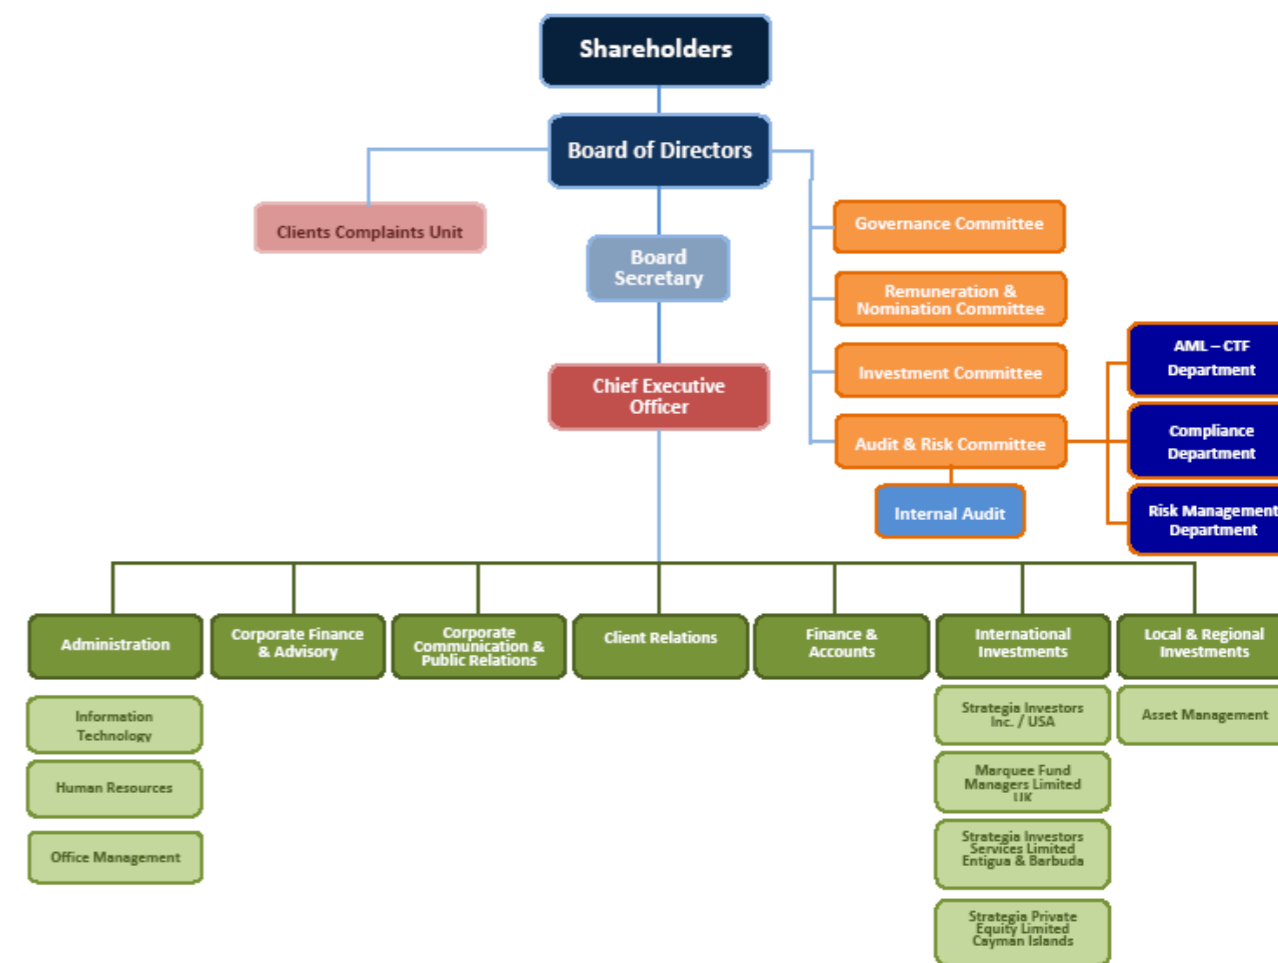 Shareholders
Board of Directors
Clients Complaints Unit
Board
Secretary
Chief Executive
Officer
Governance Committee
Remuneration &
Nomination Committee
Investment Committee
Audit & Risk Committee
Internal Audit
AML – CTF
Department
Compliance
Department
Risk Management
Department
Administration
Corporate Finance
& Advisory
Corporate
Communication &
Public Relations
Client Relations
Finance &
Accounts
International
Investments
Local & Regional
Investments
Information
Technology
Human Resources
Office Management
Strategia Investors
Inc. / USA
Marquee Fund
Managers Limited
UK
Strategia Investors
Services Limited
Entigua & Barbuda
Strategia Private
Equity Limited
Cayman Islands
Asset Management